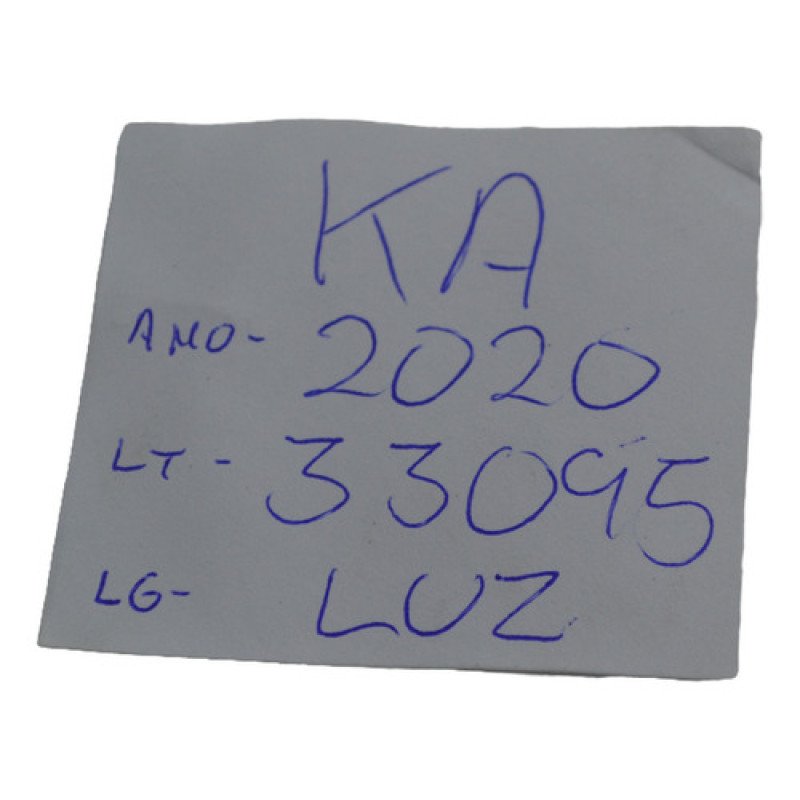 KA
ANO- 2020
LT- 33095
LG- LUZ